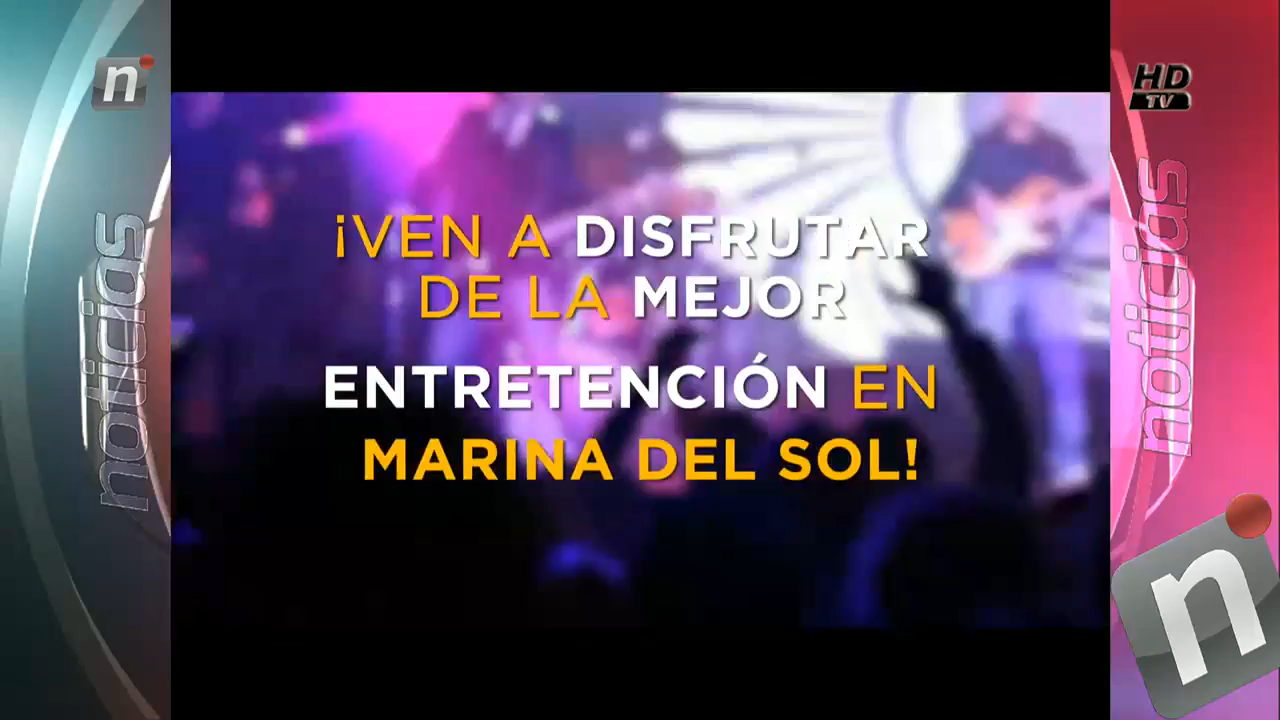 n
HD
TV
noticias
noticias
¡VEN A DISFRUTAR
DE LA MEJOR
ENTRETENCIÓN EN
MARINA DEL SOL!
n